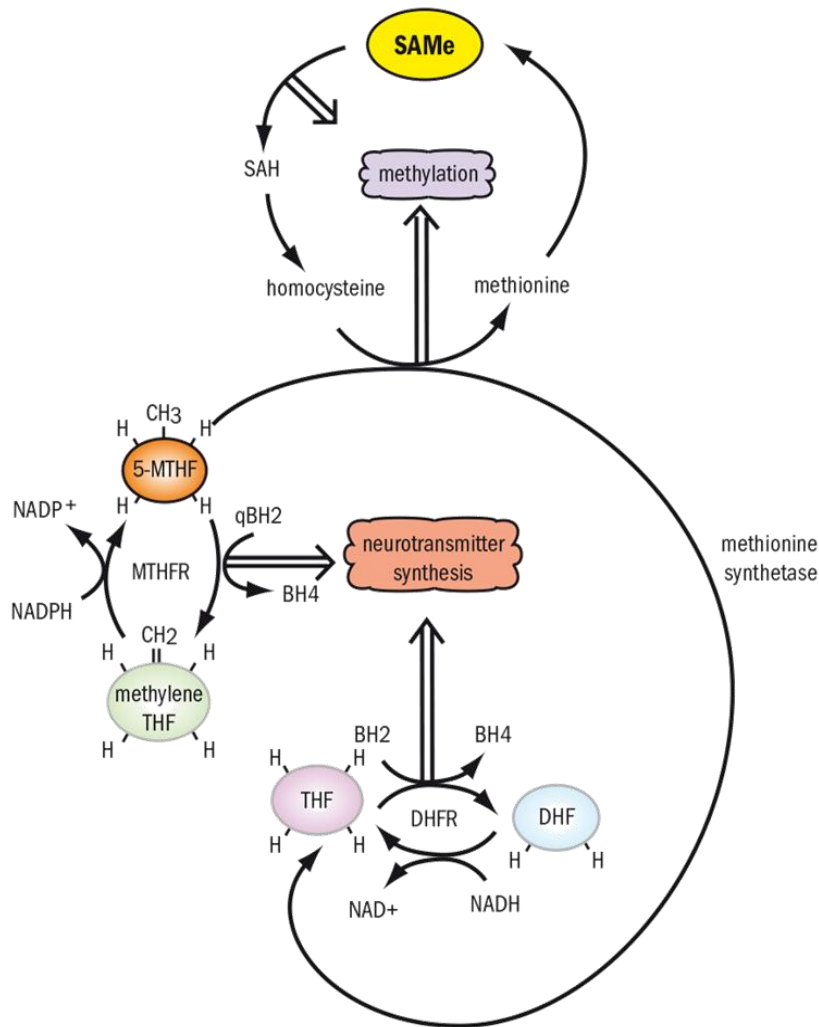 SAMe
SAH
methylation
homocysteine
methionine
CH3
H
H
5-MTHF
H
H
NADP+
qBH2
neurotransmitter
synthesis
methionine
synthetase
MTHFR
BH4
NADPH
CH2
H
H
methylene
THF
H
H
BH2
BH4
H
H
THF
DHFR
DHF
H
H
H
H
NAD+
NADH